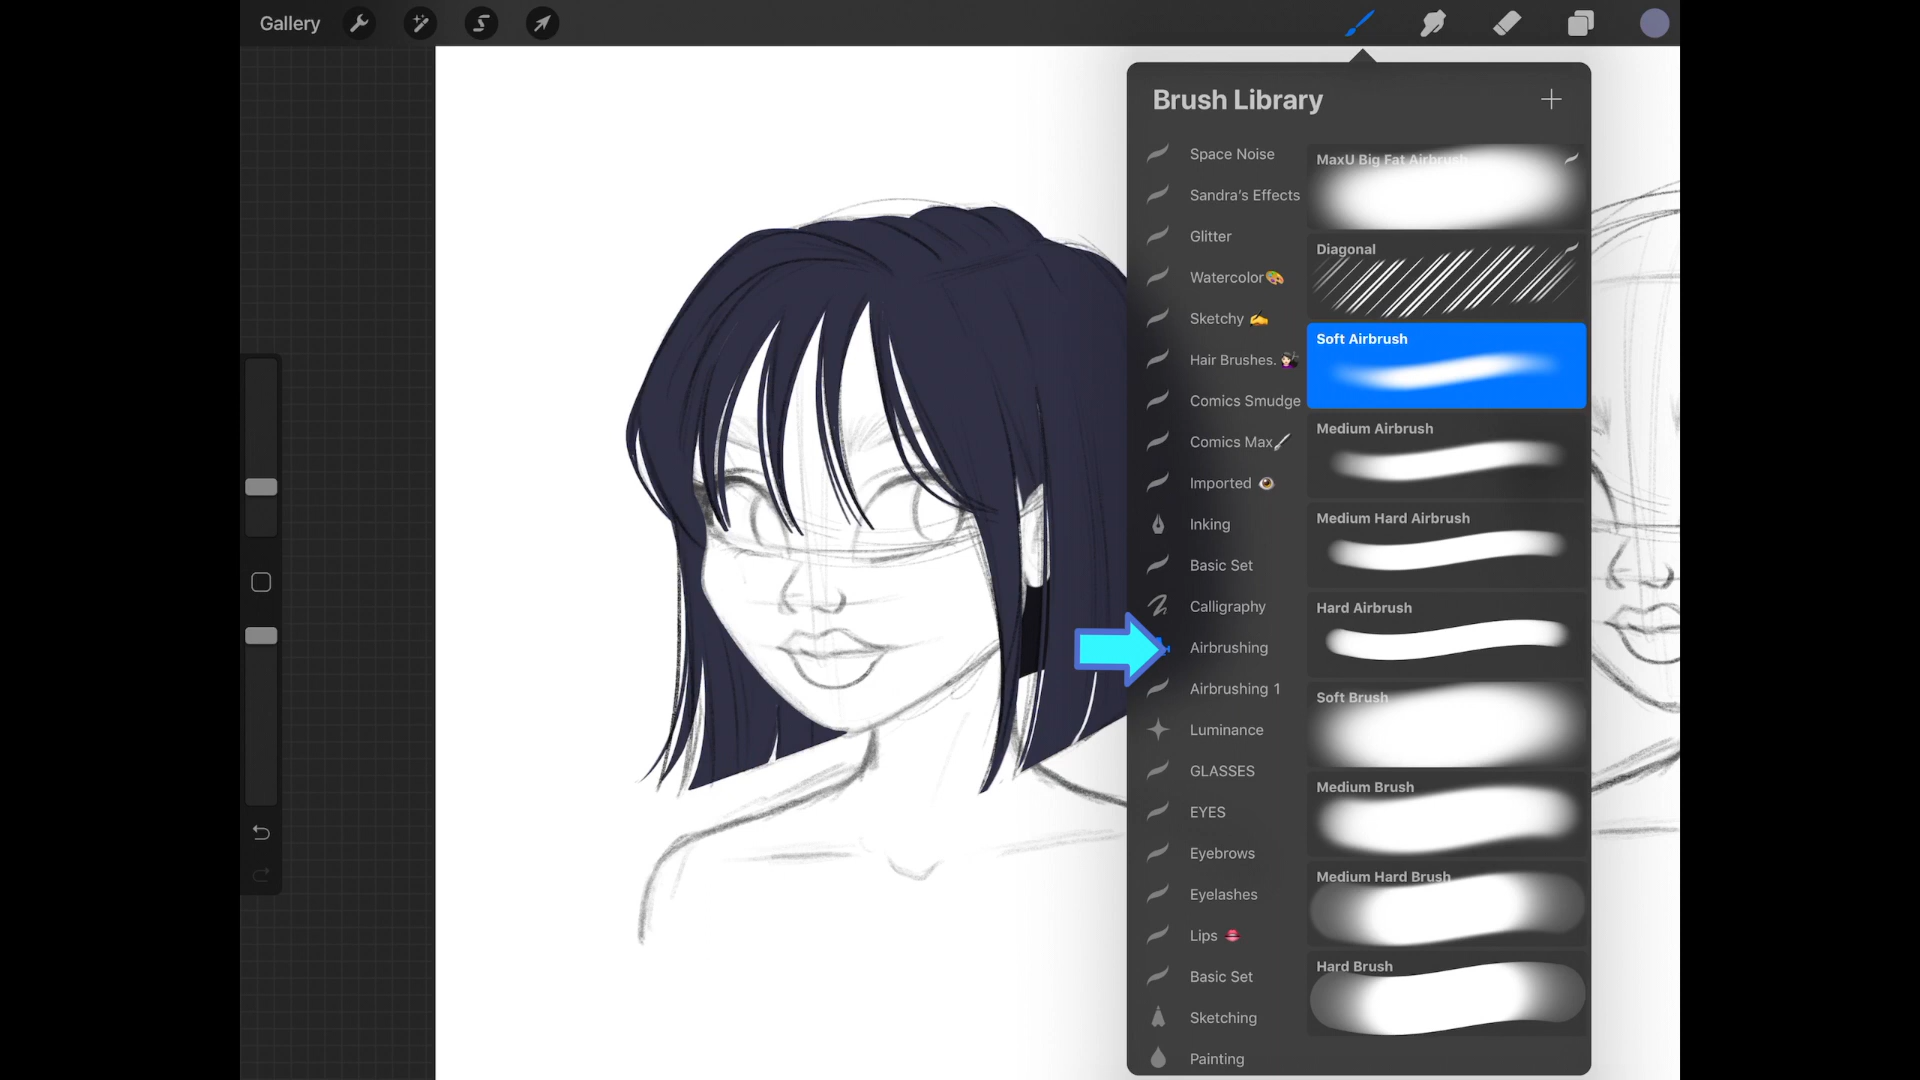 Gallery
Brush Library
Space Noise
Sandra's Effects
Glitter
Watercolor🎨
Sketchy ✍️
Hair Brushes. 💇🏻‍♀️
Comics Smudge
Comics Max🖌️
Imported 👁️
Inking
Basic Set
Calligraphy
Airbrushing
Airbrushing 1
Luminance
GLASSES
EYES
Eyebrows
Eyelashes
Lips 🫦
Basic Set
Sketching
Painting
MaxU Big Fat Airbrush
Diagonal
Soft Airbrush
Medium Airbrush
Medium Hard Airbrush
Hard Airbrush
Soft Brush
Medium Brush
Medium Hard Brush
Hard Brush